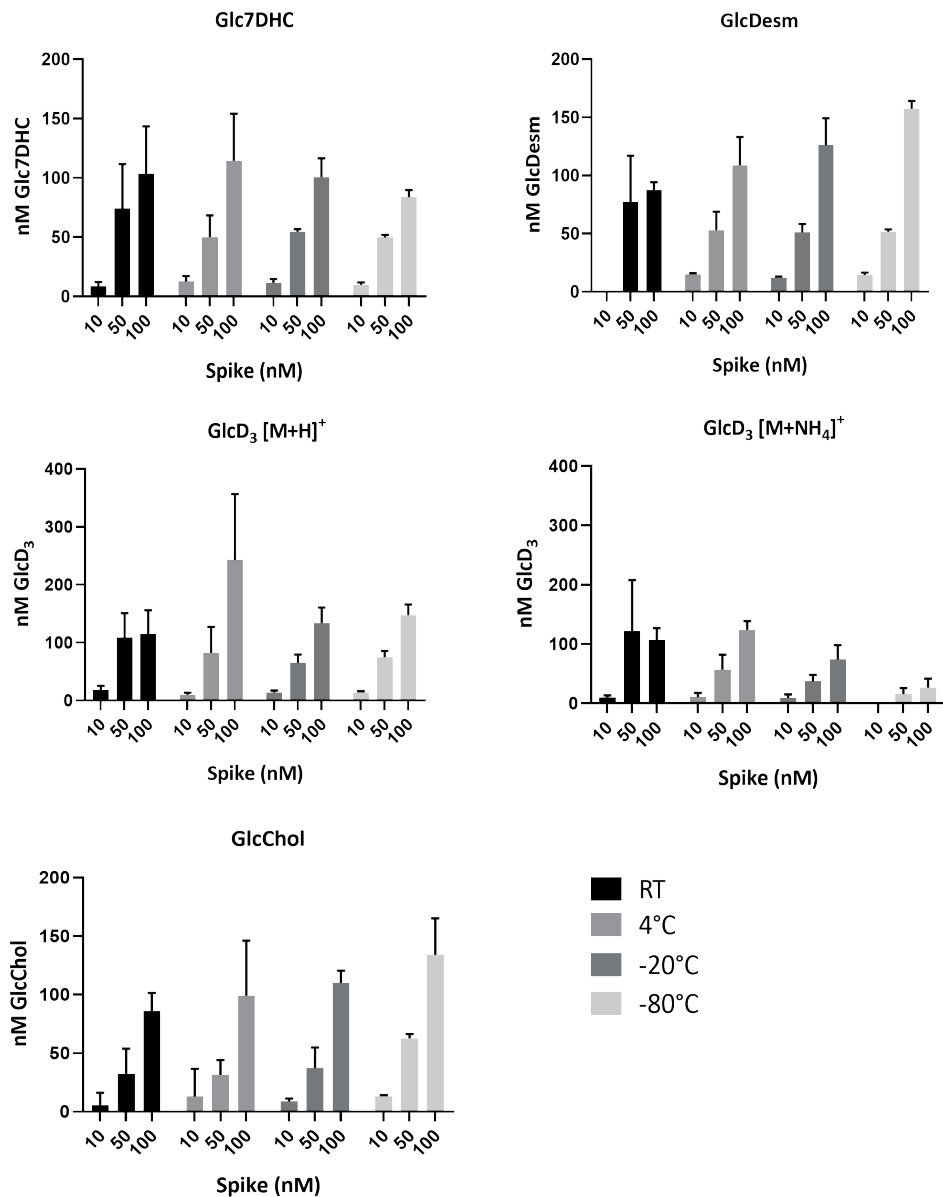 Glc7DHC
nM Glc7DHC
200
150
100
50
0
10 50 100 10 50 100 10 50 100 10 50 100
Spike (nM)
GlcDesm
nM GlcDesm
200
150
100
50
0
10 50 100 10 50 100 10 50 100 10 50 100
Spike (nM)
GlcD₃ [M+H]⁺
nM GlcD₃
400
300
200
100
0
10 50 100 10 50 100 10 50 100 10 50 100
Spike (nM)
GlcD₃ [M+NH₄]⁺
nM GlcD₃
400
300
200
100
0
10 50 100 10 50 100 10 50 100 10 50 100
Spike (nM)
GlcChol
nM GlcChol
200
150
100
50
0
10 50 100 10 50 100 10 50 100 10 50 100
Spike (nM)
RT
4°C
-20°C
-80°C